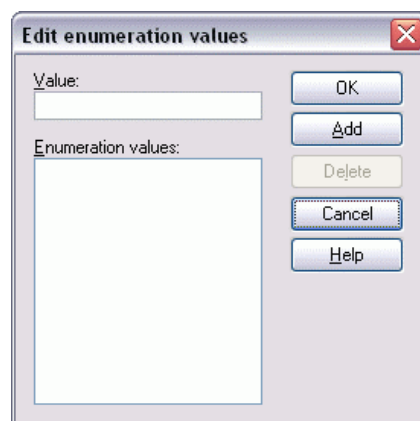 Edit enumeration values
Value:
OK
Add
Enumeration values:
Delete
Cancel
Help